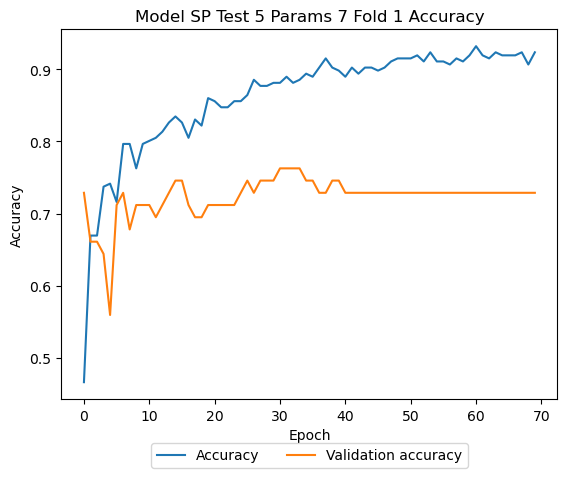 Model SP Test 5 Params 7 Fold 1 Accuracy
Accuracy
0.9
0.8
0.7
0.6
0.5
0 10 20 30 40 50 60 70
Epoch
Accuracy Validation accuracy